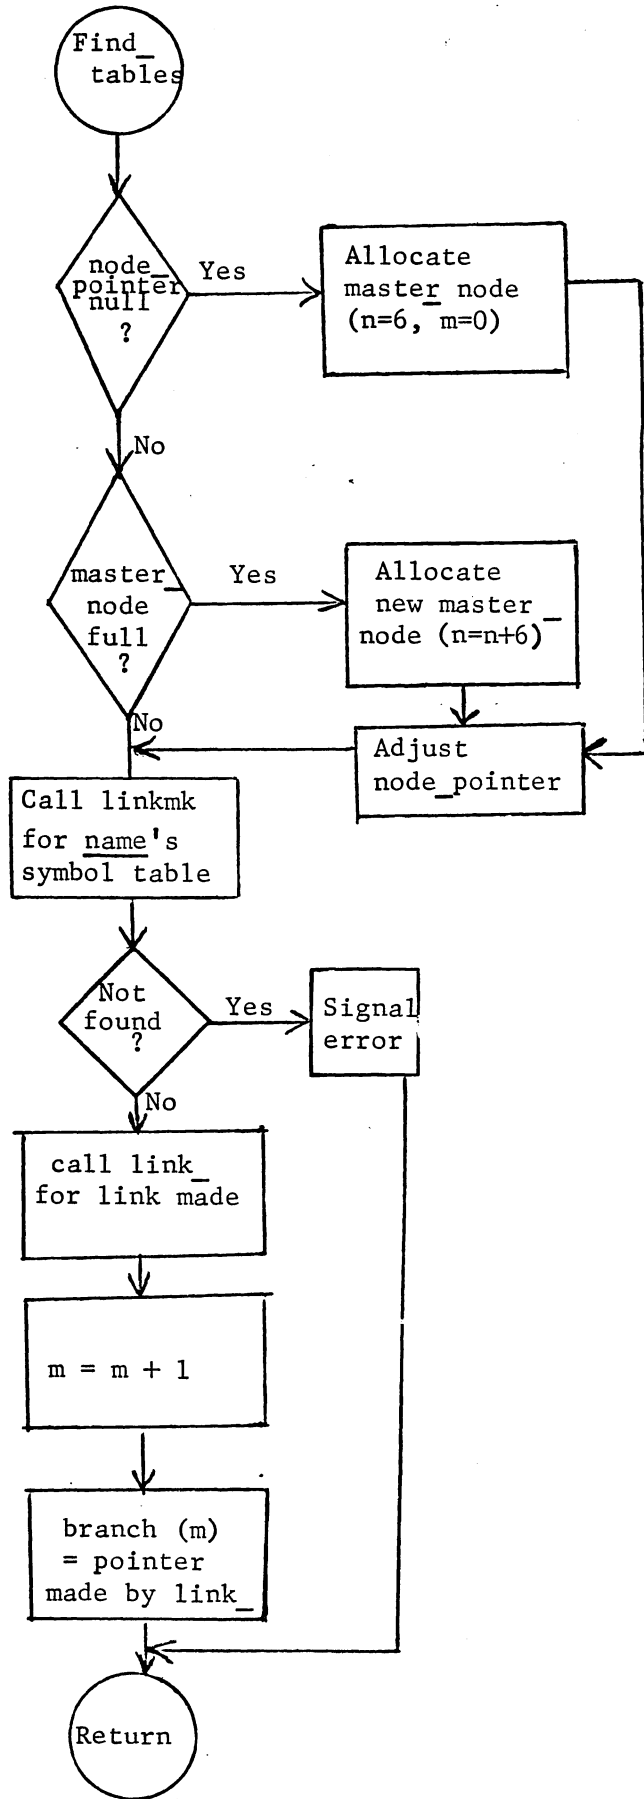 Find_
tables
node_
pointer
null
?
Yes
Allocate
master_node
(n=6, m=0)
No
master_
node
full
?
Yes
Allocate
new master_
node (n=n+6)
No
Adjust
node_pointer
Call linkmk
for name's
symbol table
Not
found
?
Yes
Signal
error
No
call link_
for link made
m = m + 1
branch (m)
= pointer
made by link_
Return